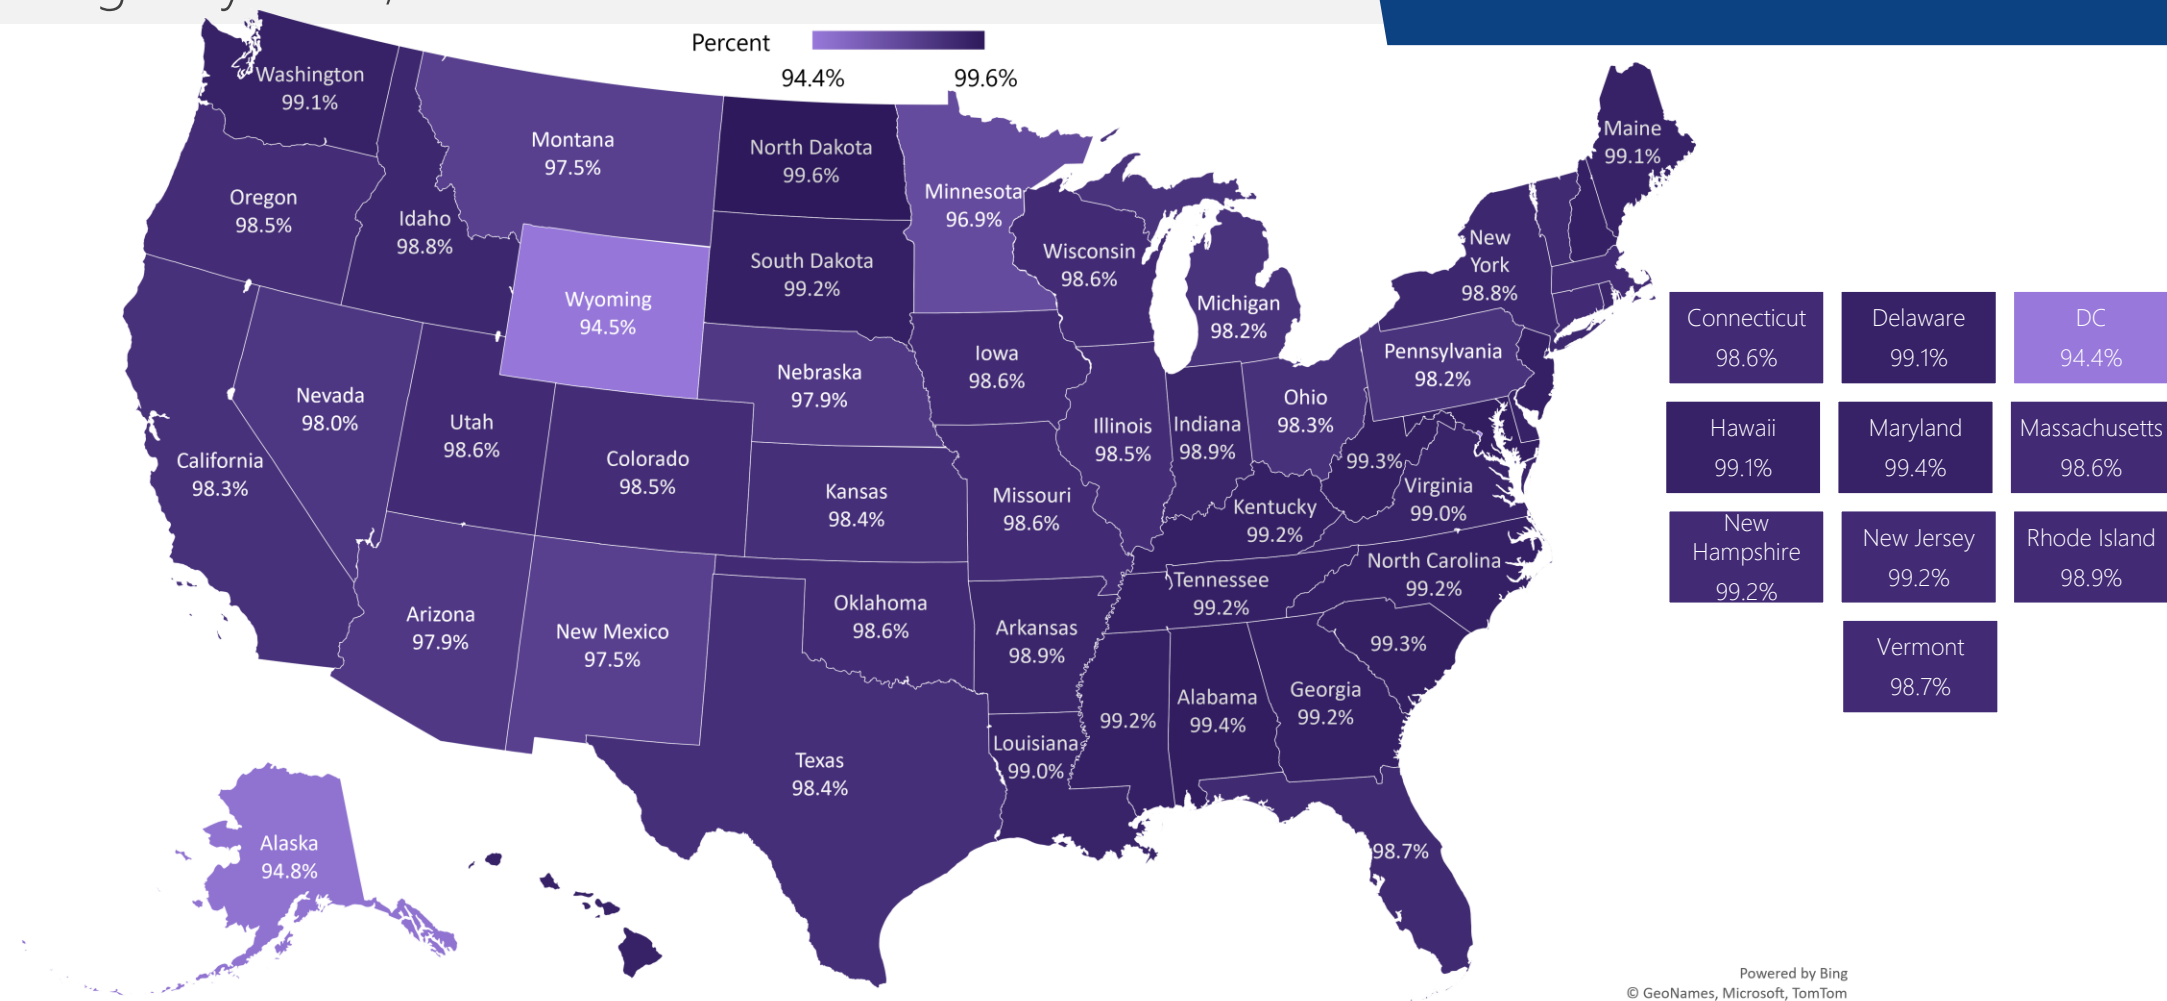 Percent
94.4% 99.6%
Washington
99.1%
Montana
97.5%
North Dakota
99.6%
Minnesota
96.9%
Maine
99.1%
Oregon
98.5%
Idaho
98.8%
South Dakota
99.2%
Wisconsin
98.6%
New
York
98.8%
Wyoming
94.5%
Michigan
98.2%
Iowa
98.6%
Pennsylvania
98.2%
Nebraska
97.9%
Nevada
98.0%
Utah
98.6%
Ohio
98.3%
Illinois
98.5%
Indiana
98.9%
California
98.3%
Colorado
98.5%
99.3%
Kansas
98.4%
Missouri
98.6%
Virginia
99.0%
Kentucky
99.2%
North Carolina
99.2%
Tennessee
99.2%
Arizona
97.9%
New Mexico
97.5%
Oklahoma
98.6%
Arkansas
98.9%
99.3%
Georgia
99.2%
Alabama
99.4%
99.2%
Louisiana
99.0%
Texas
98.4%
Alaska
94.8%
98.7%
Connecticut
98.6%
Delaware
99.1%
DC
94.4%
Hawaii
99.1%
Maryland
99.4%
Massachusetts
98.6%
New
Hampshire
99.2%
New Jersey
99.2%
Rhode Island
98.9%
Vermont
98.7%
Powered by Bing
© GeoNames, Microsoft, TomTom